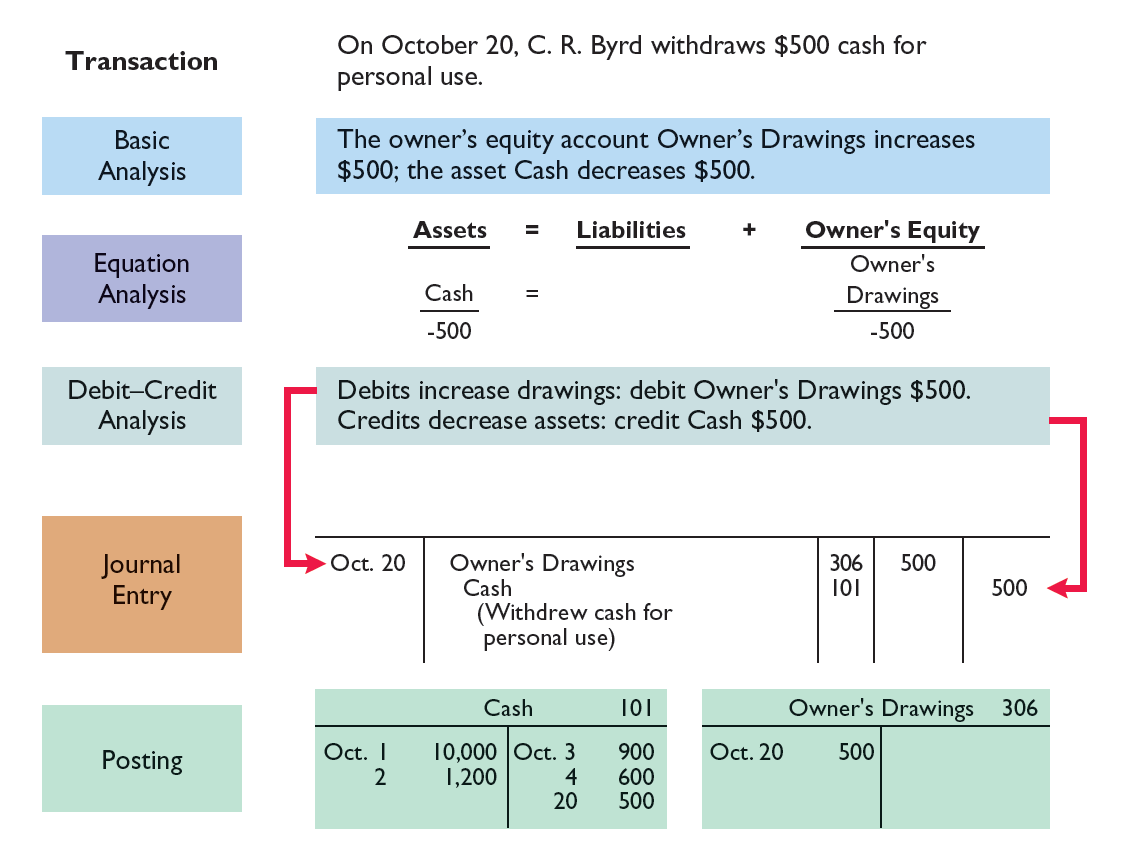 Transaction
On October 20, C. R. Byrd withdraws $500 cash for
personal use.
Basic
Analysis
The owner’s equity account Owner’s Drawings increases
$500; the asset Cash decreases $500.
Equation
Analysis
Assets = Liabilities + Owner's Equity
Owner's
Cash = Drawings
-500 -500
Debit–Credit
Analysis
Debits increase drawings: debit Owner's Drawings $500.
Credits decrease assets: credit Cash $500.
Journal
Entry
Oct. 20 Owner's Drawings 306 500
Cash 101 500
(Withdrew cash for
personal use)
Posting
Cash 101
Oct. 1 10,000 Oct. 3 900
2 1,200 4 600
20 500
Owner's Drawings 306
Oct. 20 500